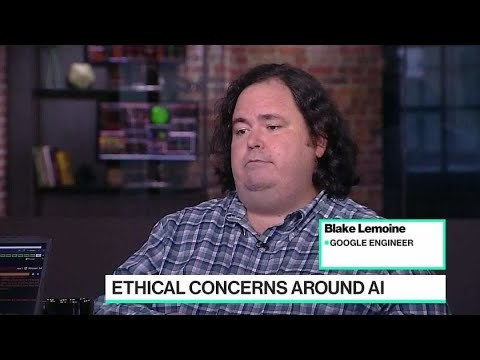 Blake Lemoine
GOOGLE ENGINEER
ETHICAL CONCERNS AROUND AI